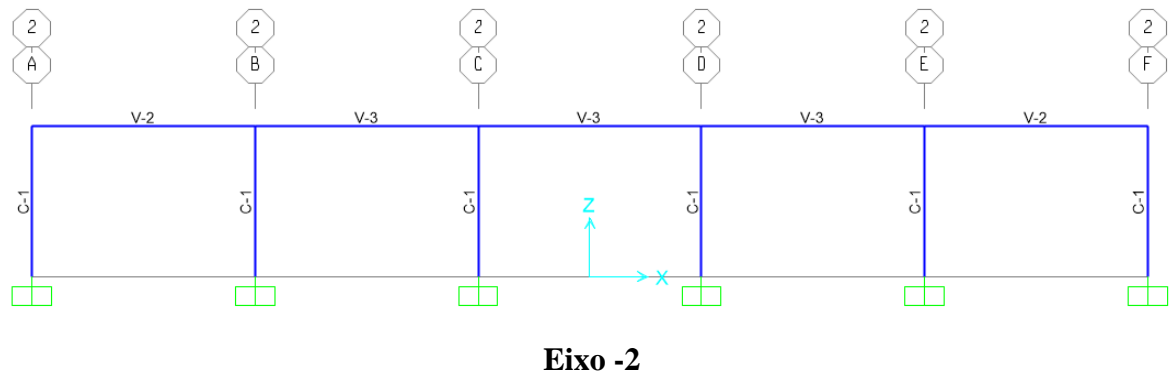 2 2 2 2 2 2
A B C D E F
V-2 V-3 V-3 V-3 V-2
C-1 C-1 C-1 C-1 C-1 C-1
Z
X
Eixo -2